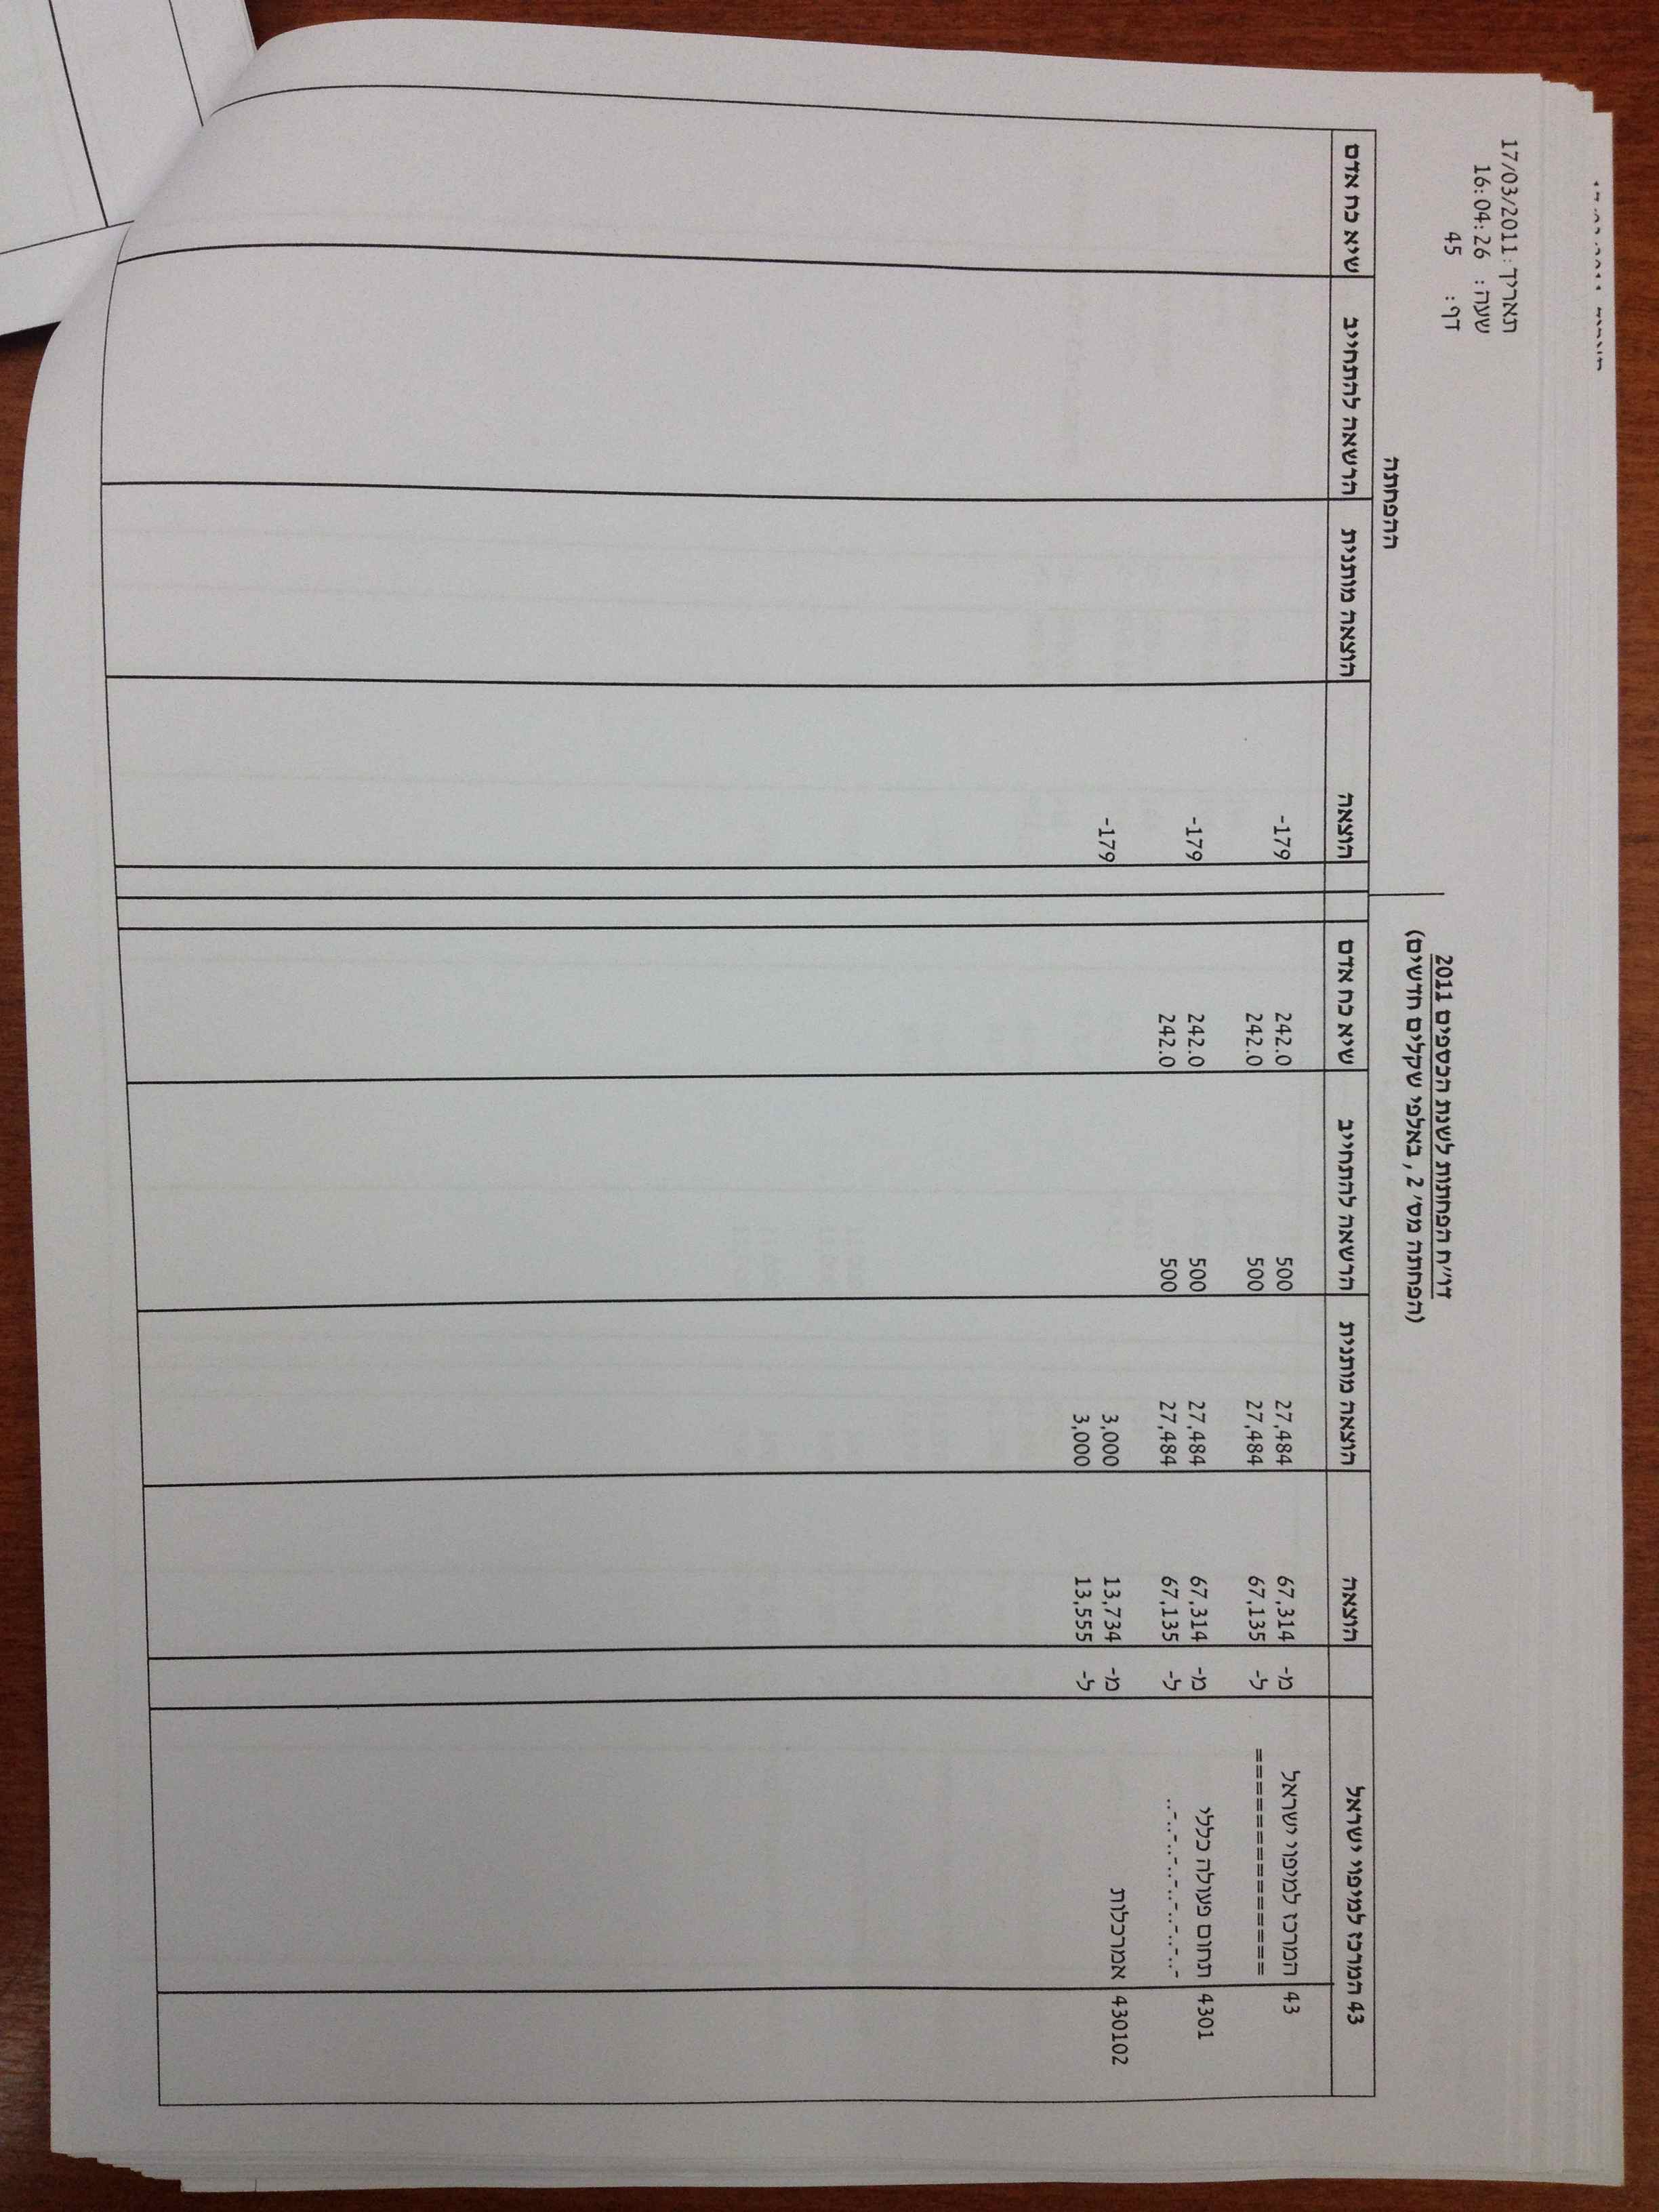 תאריך: 17/03/2011
שעה: 16:04:26
דף: 45
דו"ח הפחתות לשנת הכספים 2011
(הפחתה מס' 2, באלפי שקלים חדשים)
ההפחתה
43 המרכז למיפוי ישראל הוצאה הוצאה מותנית הרשאה להתחייב שיא כח אדם הוצאה הוצאה מותנית הרשאה להתחייב שיא כח אדם
43 המרכז למיפוי ישראל מ- 67,314 27,484 500 242.0 -179
================ ל- 67,135 27,484 500 242.0
4301 תחום פעולה כללי מ- 67,314 27,484 500 242.0 -179
-..-..-..-..-..-..-..-.. ל- 67,135 27,484 500 242.0
430102 אמרכלות מ- 13,734 3,000 -179
ל- 13,555 3,000